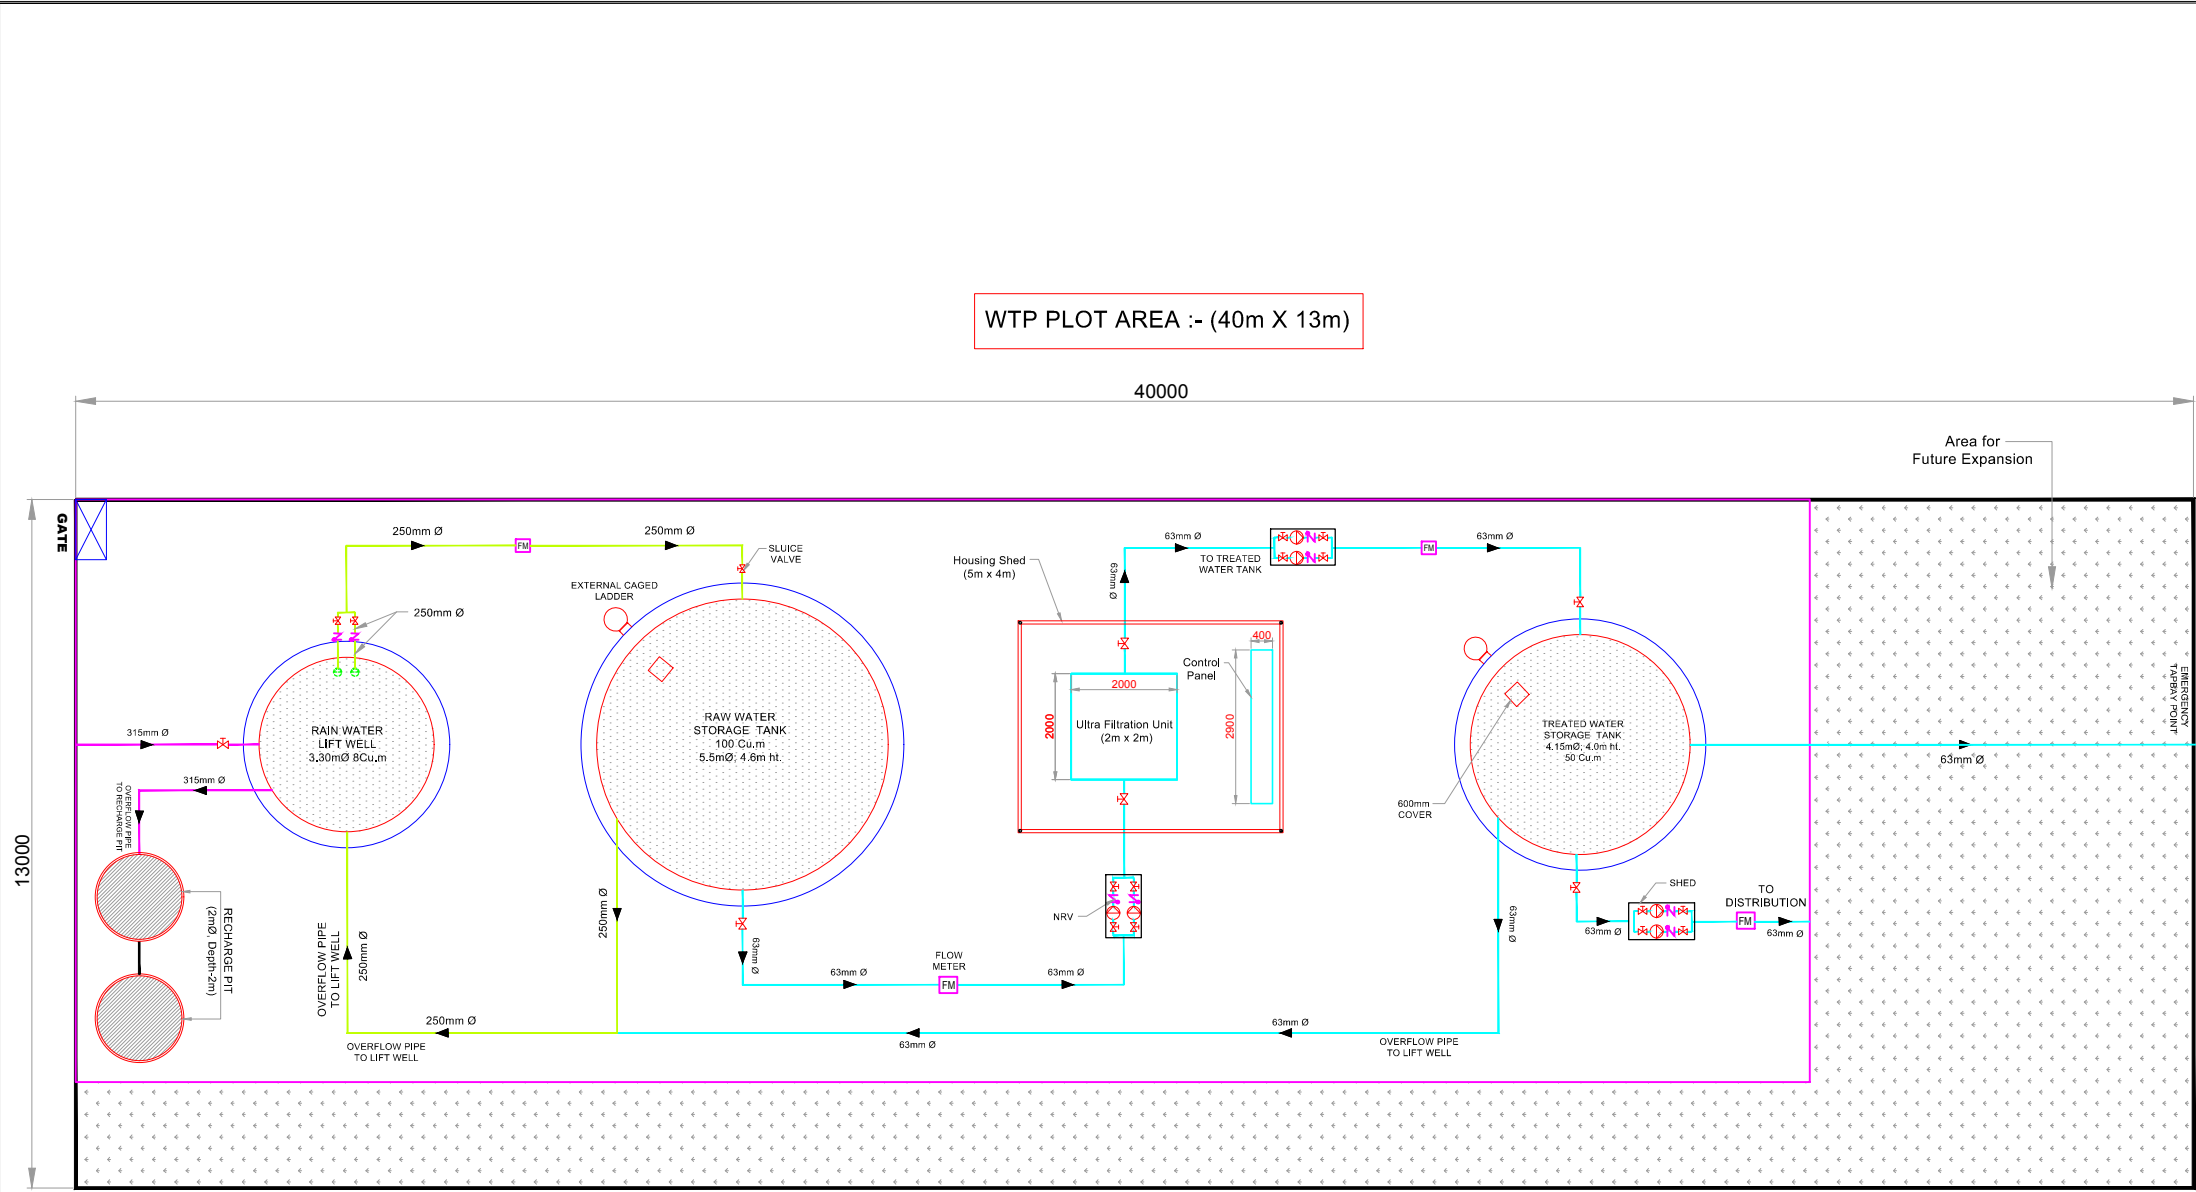 WTP PLOT AREA :- (40m X 13m)
40000
Area for
Future Expansion
GATE
13000
250mm Ø
FM
250mm Ø
SLUICE
VALVE
EXTERNAL CAGED
LADDER
250mm Ø
RAIN WATER
LIFT WELL
3.30mØ 8Cu.m
315mm Ø
315mm Ø
OVERFLOW PIPE
TO RECHARGE PIT
RECHARGE PIT
(2mØ, Depth-2m)
OVERFLOW PIPE
TO LIFT WELL
250mm Ø
RAW WATER
STORAGE TANK
100 Cu.m
5.5mØ; 4.6m ht.
250mm Ø
250mm Ø
OVERFLOW PIPE
TO LIFT WELL
63mm Ø
63mm Ø
FLOW
METER
FM
63mm Ø
NRV
63mm Ø
63mm Ø
OVERFLOW PIPE
TO LIFT WELL
Housing Shed
(5m x 4m)
2000
2000
Ultra Filtration Unit
(2m x 2m)
Control
Panel
400
2900
63mm Ø
63mm Ø
TO TREATED
WATER TANK
FM
63mm Ø
TREATED WATER
STORAGE TANK
4.15mØ; 4.0m ht.
50 Cu.m
600mm
COVER
63mm Ø
63mm Ø
SHED
TO
DISTRIBUTION
FM
63mm Ø
63mm Ø
EMERGENCY
TAPBAY POINT